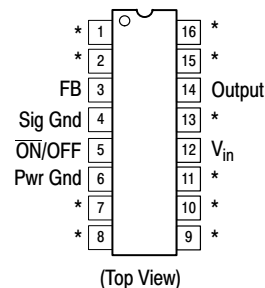 * 1 16 *
* 2 15 *
FB 3 14 Output
Sig Gnd 4 13 *
O̅N̅/OFF 5 12 Vin
Pwr Gnd 6 11 *
* 7 10 *
* 8 9 *
(Top View)